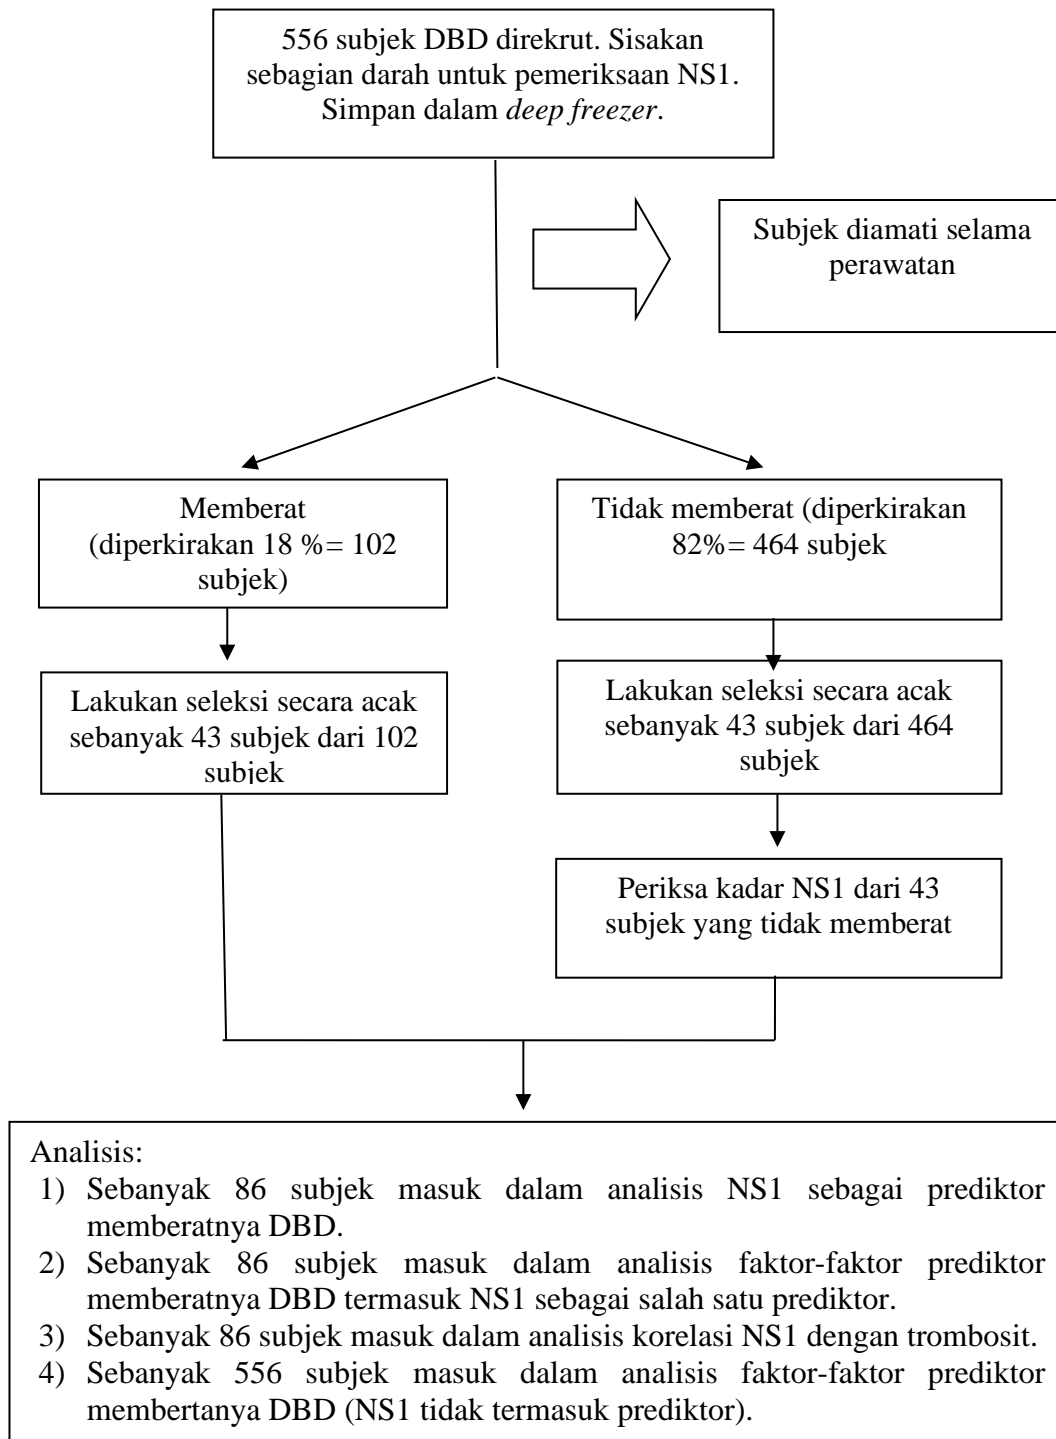 556 subjek DBD direkrut. Sisakan
sebagian darah untuk pemeriksaan NS1.
Simpan dalam deep freezer.
Subjek diamati selama
perawatan
Memberat
(diperkirakan 18 %= 102
subjek)
Tidak memberat (diperkirakan
82%= 464 subjek
Lakukan seleksi secara acak
sebanyak 43 subjek dari 102
subjek
Lakukan seleksi secara acak
sebanyak 43 subjek dari 464
subjek
Periksa kadar NS1 dari 43
subjek yang tidak memberat
Analisis:
1) Sebanyak 86 subjek masuk dalam analisis NS1 sebagai prediktor
memberatnya DBD.
2) Sebanyak 86 subjek masuk dalam analisis faktor-faktor prediktor
memberatnya DBD termasuk NS1 sebagai salah satu prediktor.
3) Sebanyak 86 subjek masuk dalam analisis korelasi NS1 dengan trombosit.
4) Sebanyak 556 subjek masuk dalam analisis faktor-faktor prediktor
membertanya DBD (NS1 tidak termasuk prediktor).